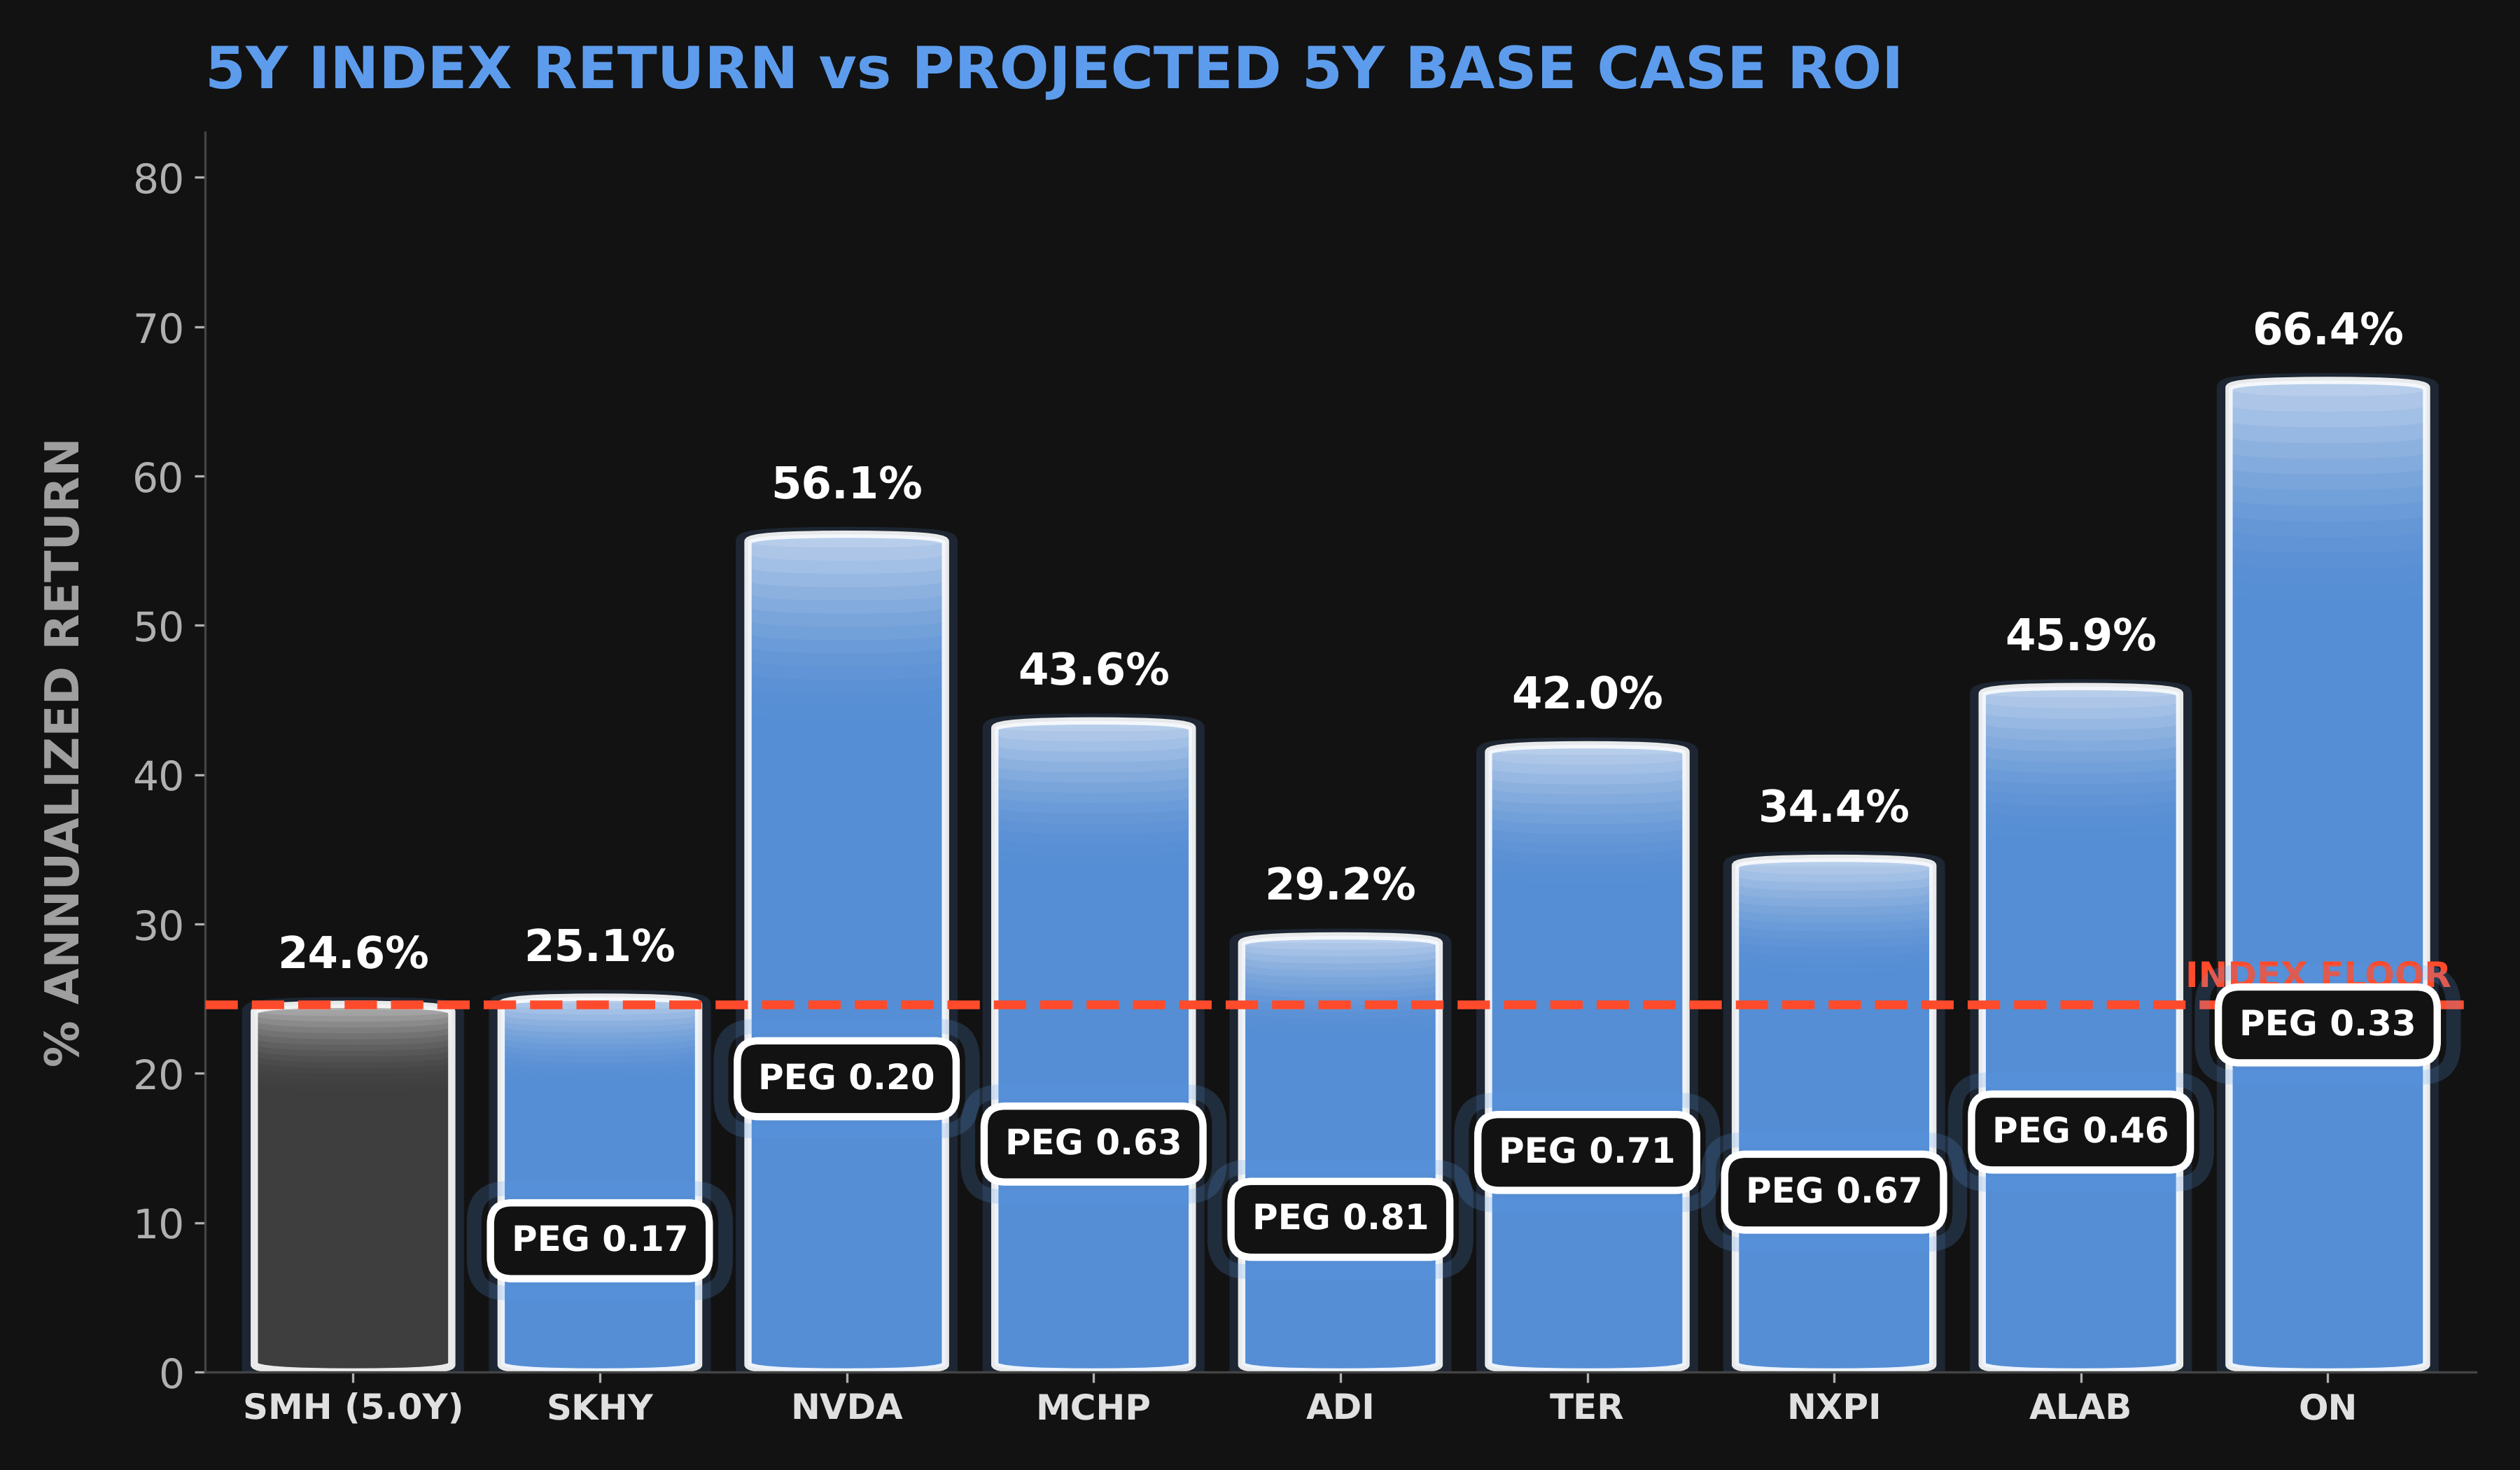 5Y INDEX RETURN vs PROJECTED 5Y BASE CASE ROI
% ANNUALIZED RETURN
80
70
60
50
40
30
20
10
0
24.6%
25.1%
56.1%
43.6%
29.2%
42.0%
34.4%
45.9%
66.4%
INDEX FLOOR
PEG 0.17
PEG 0.20
PEG 0.63
PEG 0.81
PEG 0.71
PEG 0.67
PEG 0.46
PEG 0.33
SMH (5.0Y)
SKHY
NVDA
MCHP
ADI
TER
NXPI
ALAB
ON